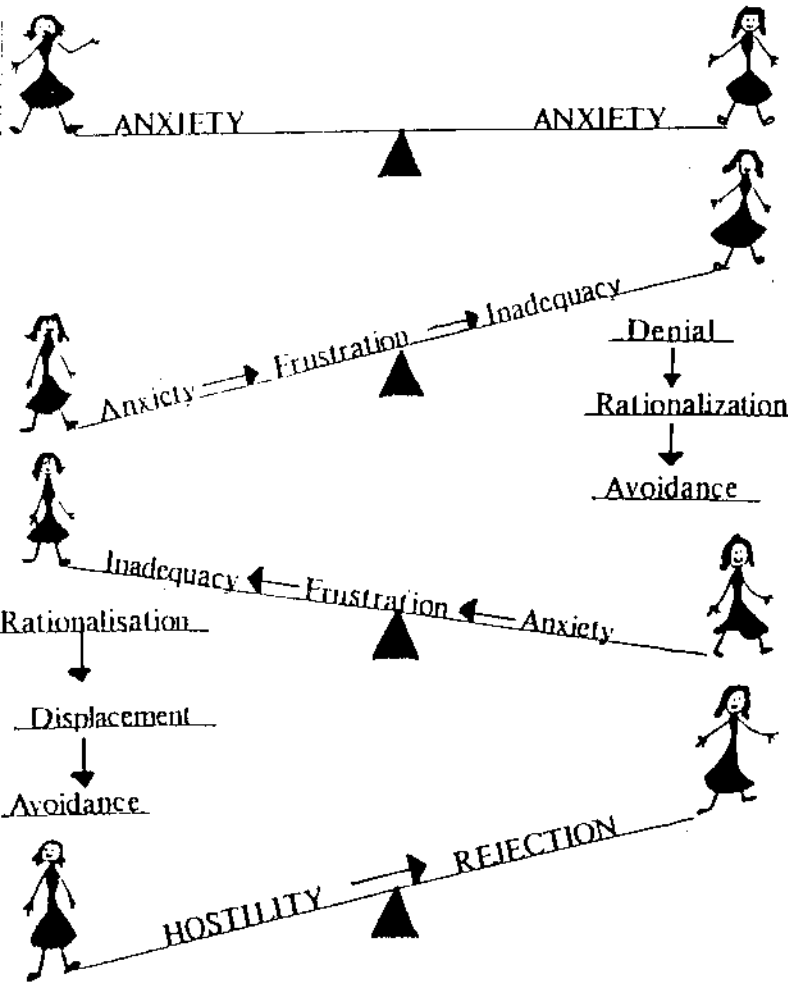 ANXIETY ANXIETY
Anxiety Frustration Inadequacy
Denial
Rationalization
Avoidance
Inadequacy Frustration Anxiety
Rationalisation
Displacement
Avoidance
HOSTILITY REJECTION